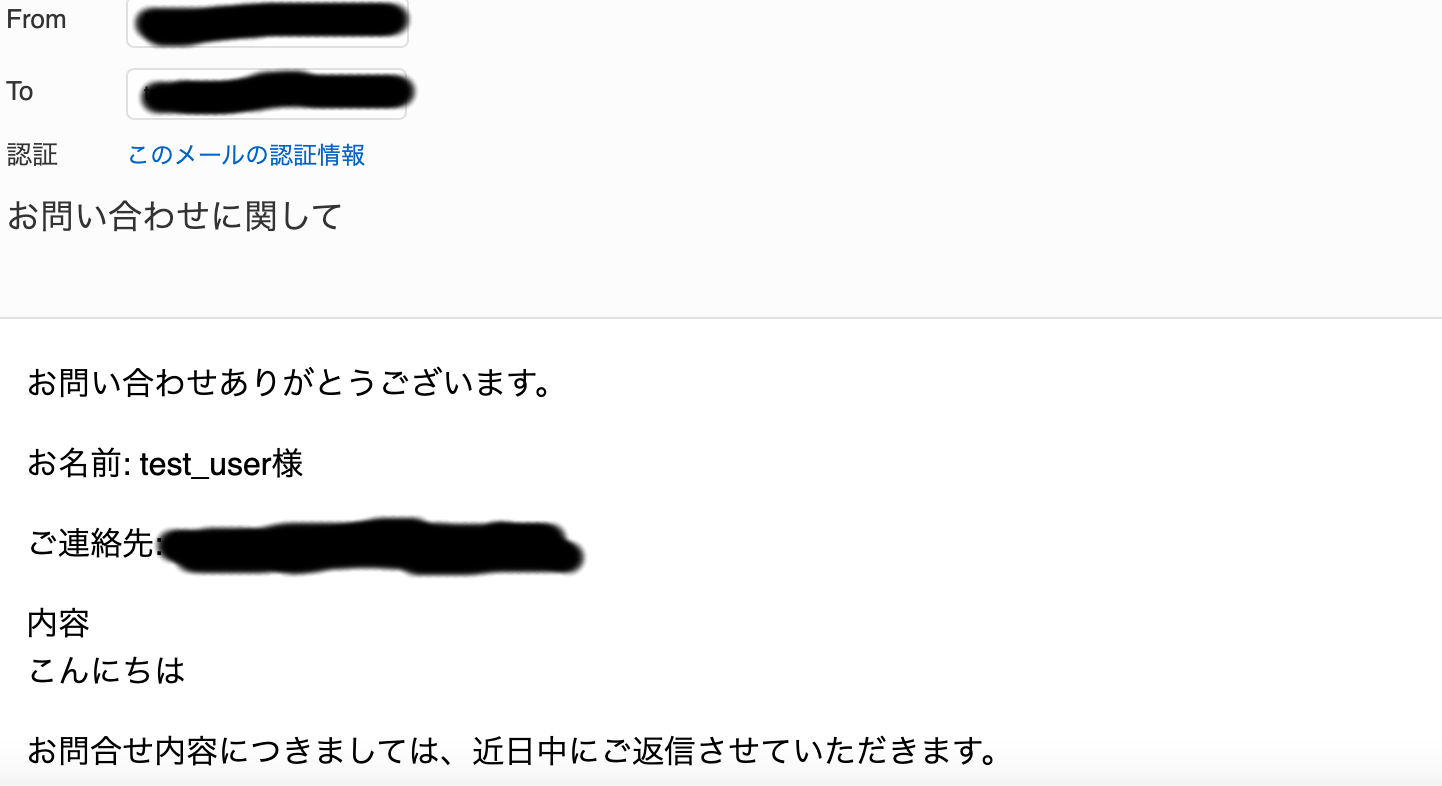 From
To
認証 このメールの認証情報
お問い合わせに関して
お問い合わせありがとうございます。
お名前: test_user様
ご連絡先:
内容
こんにちは
お問合せ内容につきましては、近日中にご返信させていただきます。